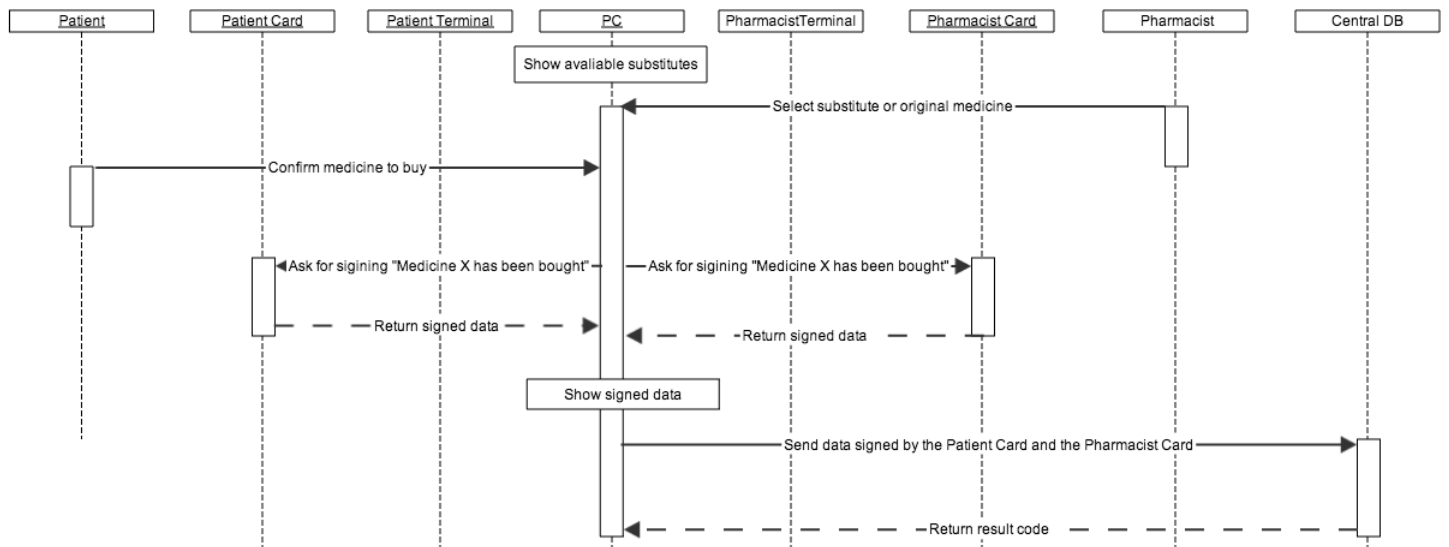 Patient
Patient Card
Patient Terminal
PC
PharmacistTerminal
Pharmacist Card
Pharmacist
Central DB
Show avaliable substitutes
Select substitute or original medicine
Confirm medicine to buy
Ask for sigining "Medicine X has been bought"
Ask for sigining "Medicine X has been bought"
Return signed data
Return signed data
Show signed data
Send data signed by the Patient Card and the Pharmacist Card
Return result code